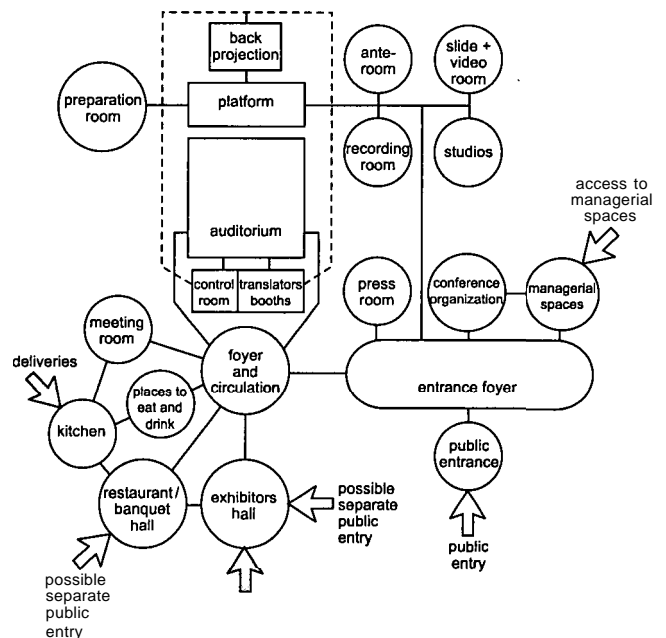 back
projection
platform
preparation
room
ante-
room
slide +
video
room
recording
room
studios
access to
managerial
spaces
auditorium
control
room
translators
booths
press
room
conference
organization
managerial
spaces
meeting
room
foyer
and
circulation
entrance foyer
deliveries
places to
eat and
drink
kitchen
public
entrance
restaurant/
banquet
hall
exhibitors
hall
possible
separate
public
entry
public
entry
possible
separate
public
entry